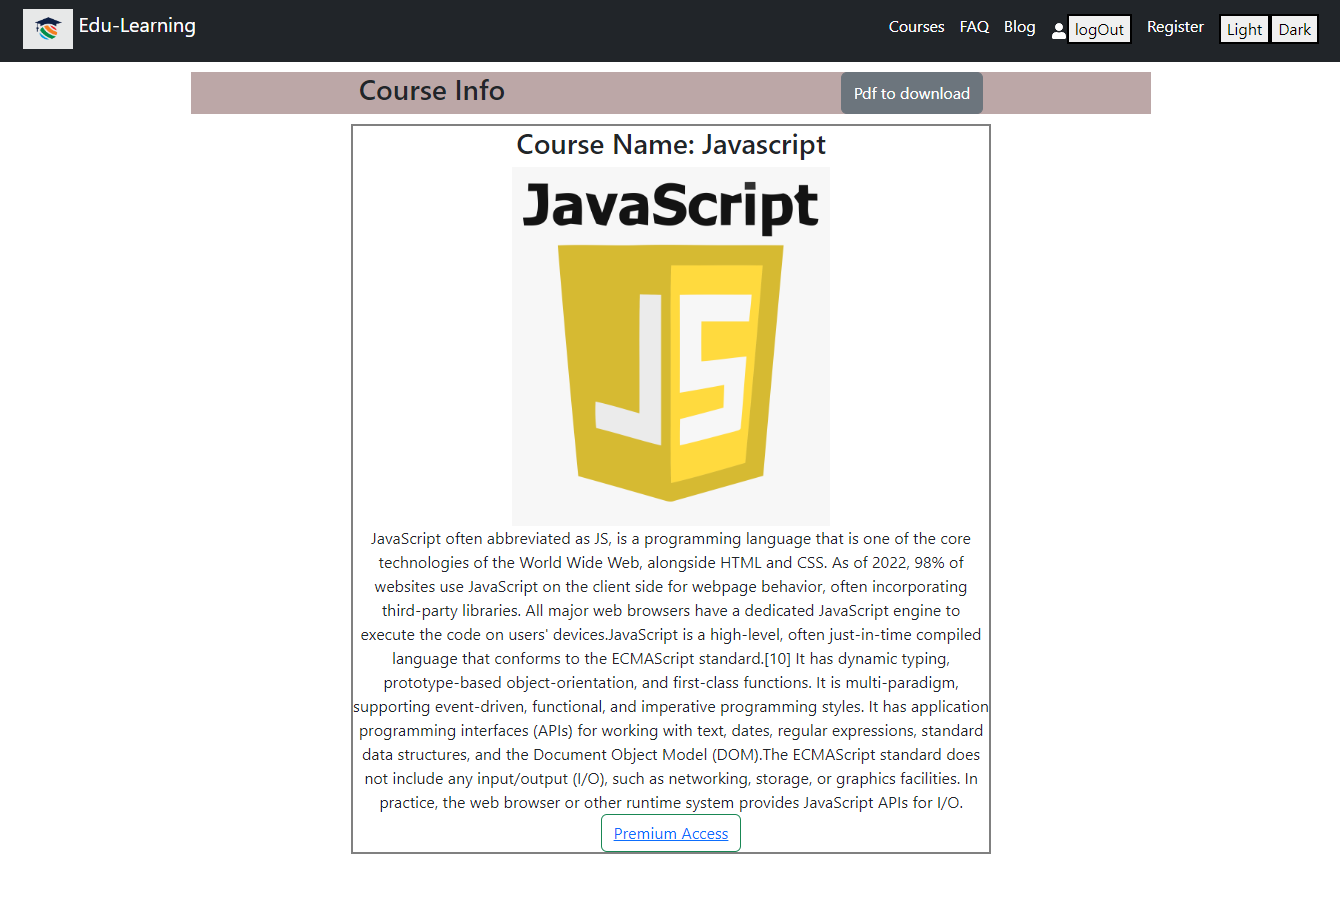 Edu-Learning Courses FAQ Blog logOut Register Light Dark
Course Info Pdf to download
Course Name: Javascript
JavaScript
JS
JavaScript often abbreviated as JS, is a programming language that is one of the core
technologies of the World Wide Web, alongside HTML and CSS. As of 2022, 98% of
websites use JavaScript on the client side for webpage behavior, often incorporating
third-party libraries. All major web browsers have a dedicated JavaScript engine to
execute the code on users' devices.JavaScript is a high-level, often just-in-time compiled
language that conforms to the ECMAScript standard.[10] It has dynamic typing,
prototype-based object-orientation, and first-class functions. It is multi-paradigm,
supporting event-driven, functional, and imperative programming styles. It has application
programming interfaces (APIs) for working with text, dates, regular expressions, standard
data structures, and the Document Object Model (DOM).The ECMAScript standard does
not include any input/output (I/O), such as networking, storage, or graphics facilities. In
practice, the web browser or other runtime system provides JavaScript APIs for I/O.
Premium Access